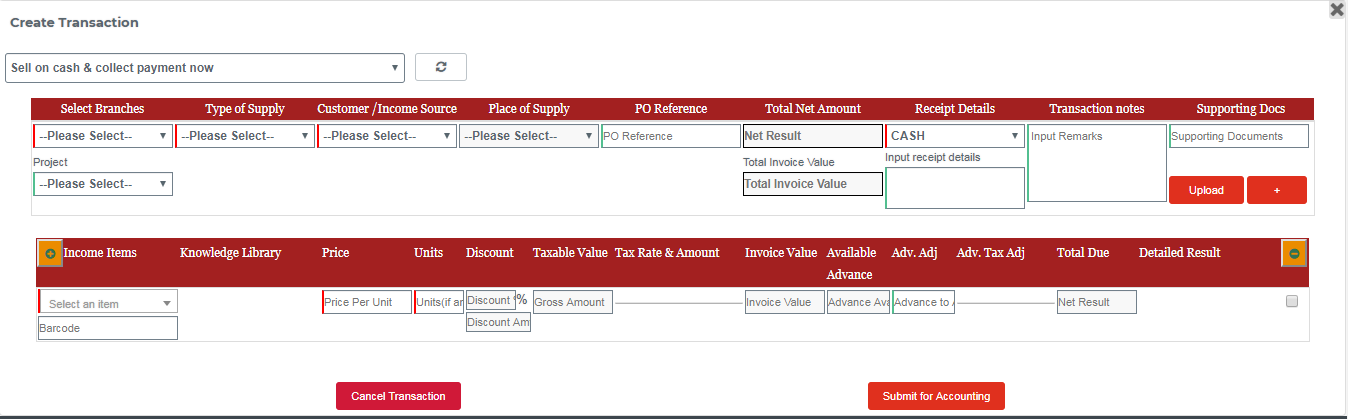 Create Transaction
Sell on cash & collect payment now
Select Branches Type of Supply Customer /Income Source Place of Supply PO Reference Total Net Amount Receipt Details Transaction notes Supporting Docs
--Please Select-- --Please Select-- --Please Select-- --Please Select-- PO Reference Net Result CASH Input Remarks Supporting Documents
Project Total Invoice Value Input receipt details
--Please Select-- Total Invoice Value Upload +
Income Items Knowledge Library Price Units Discount Taxable Value Tax Rate & Amount Invoice Value Available Adv. Adj Adv. Tax Adj Total Due Detailed Result
Advance
Select an item Price Per Unit Units(if ar Discount % Gross Amount Invoice Value Advance Ava Advance to Net Result
Barcode Discount Am
Cancel Transaction Submit for Accounting